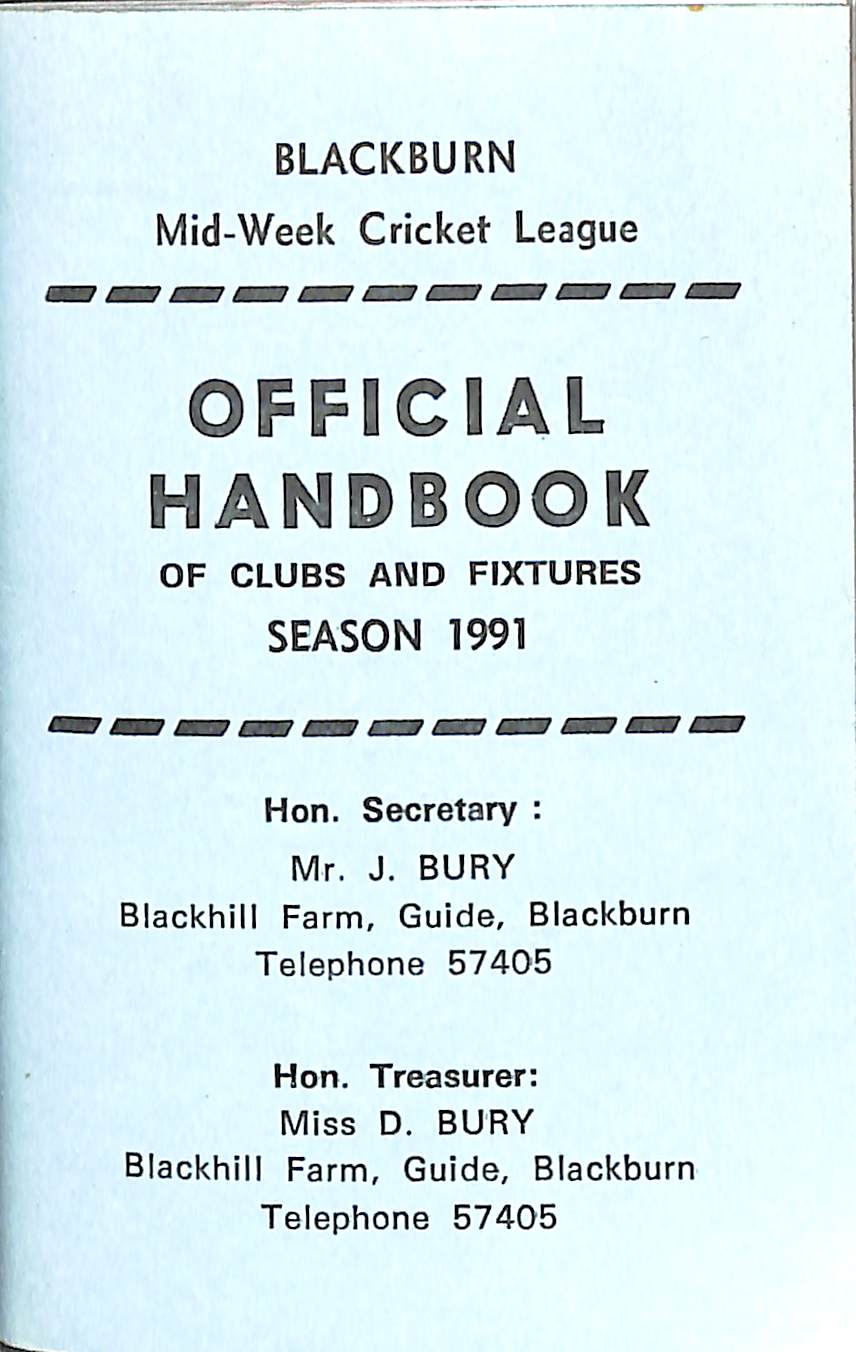 BLACKBURN
Mid-Week Cricket League
OFFICIAL
HANDBOOK
OF CLUBS AND FIXTURES
SEASON 1991
Hon. Secretary :
Mr. J. BURY
Blackhill Farm, Guide, Blackburn
Telephone 57405
Hon. Treasurer:
Miss D. BURY
Blackhill Farm, Guide, Blackburn
Telephone 57405